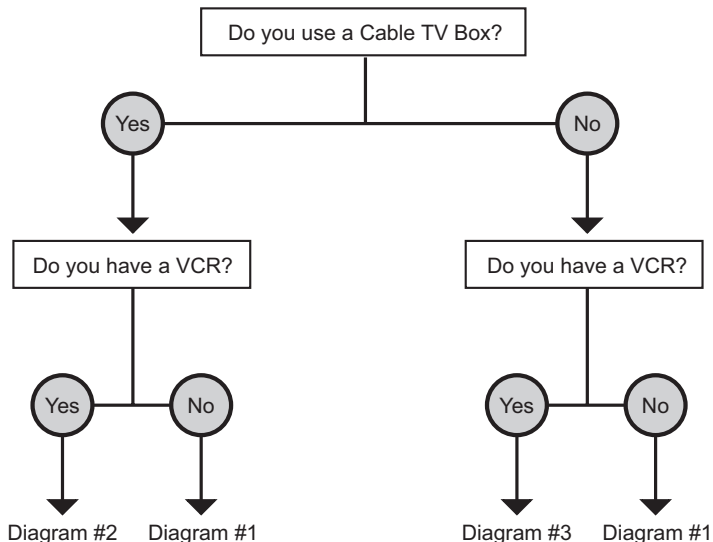 Do you use a Cable TV Box?
Yes
No
Do you have a VCR?
Do you have a VCR?
Yes
No
Yes
No
Diagram #2
Diagram #1
Diagram #3
Diagram #1